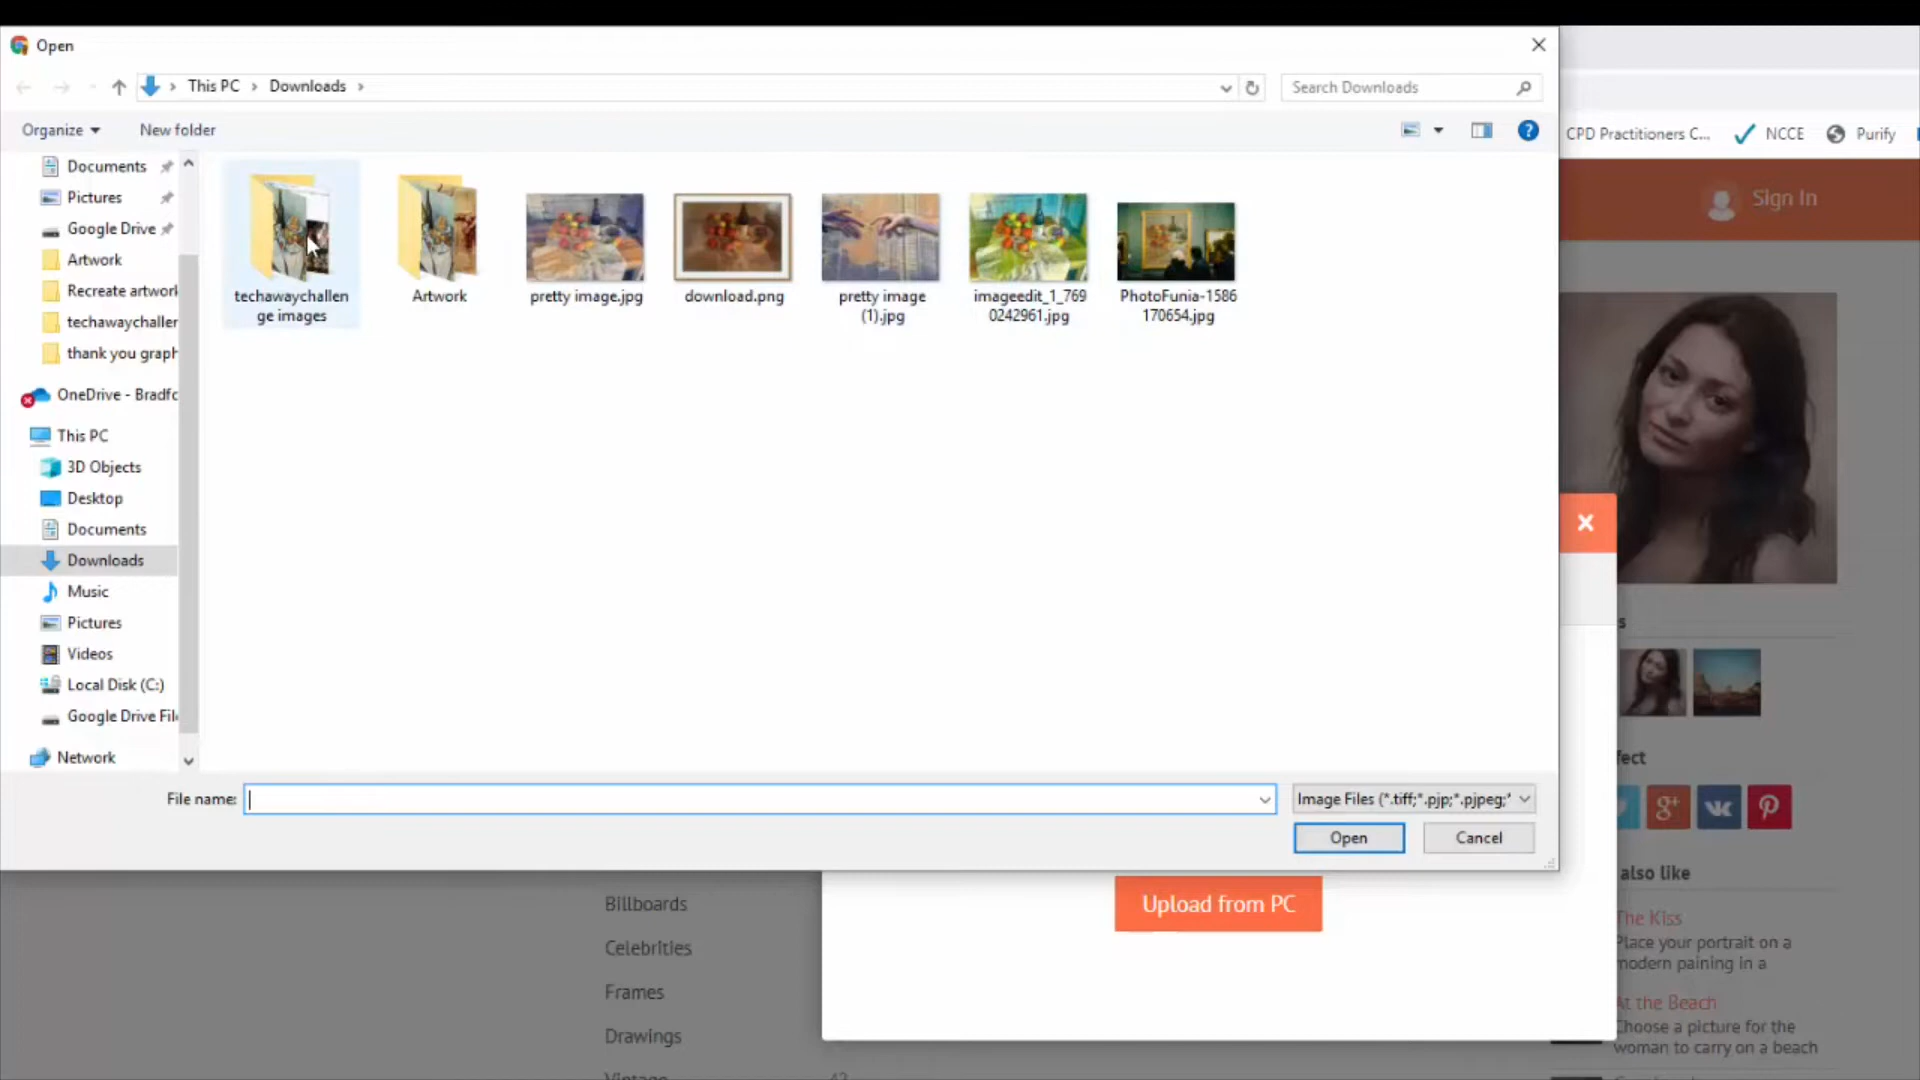 Open
This PC
Downloads
Search Downloads
Organize
New folder
CPD Practitioners C...
NCCE
Purify
Sign In
Documents
Pictures
Google Drive
Artwork
Recreate artwork
techawaychaller
thank you graph
OneDrive - Bradfc
This PC
3D Objects
Desktop
Documents
Downloads
Music
Pictures
Videos
Local Disk (C:)
Google Drive File
Network
techawaychallen
ge images
Artwork
pretty image.jpg
download.png
pretty image
(1).jpg
imageedit_1_769
0242961.jpg
PhotoFunia-1586
170654.jpg
File name:
Image Files (*.tiff;*.pjp;*.pjpeg;*
Open
Cancel
s
fect
also like
The Kiss
Place your portrait on a
modern paining in a
At the Beach
Choose a picture for the
woman to carry on a beach
Upload from PC
Billboards
Celebrities
Frames
Drawings